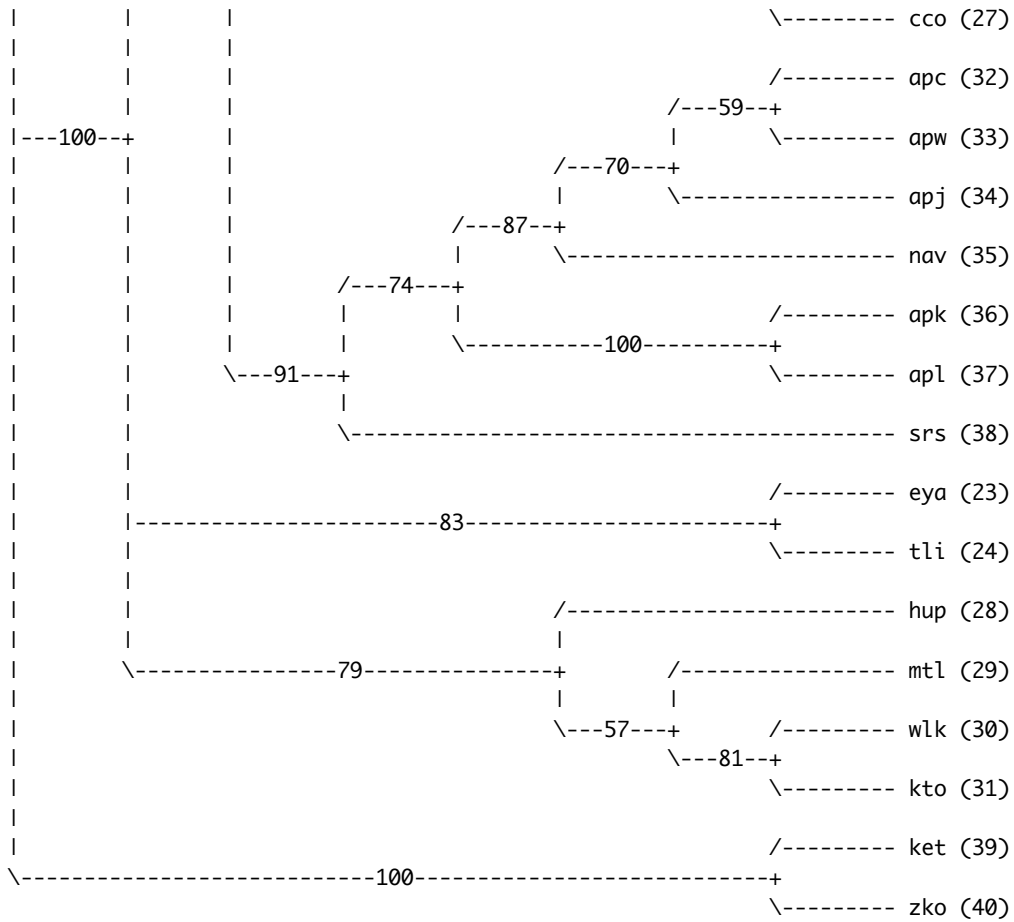 |        |       |                                          \--------- cco (27)
|        |       |
|        |       |                                          /--------- apc (32)
|        |       |                                  /---59--+
|---100--+       |                                  |       \--------- apw (33)
|        |       |                         /---70---+
|        |       |                         |        \----------------- apj (34)
|        |       |                 /---87--+
|        |       |                 |       \-------------------------- nav (35)
|        |       |        /---74---+
|        |       |        |        |                        /--------- apk (36)
|        |       |        |        \-----------100----------+
|        |       \---91---+                                 \--------- apl (37)
|        |                |
|        |                \------------------------------------------- srs (38)
|        |
|        |                                                  /--------- eya (23)
|        |------------------------83------------------------+
|        |                                                  \--------- tli (24)
|        |
|        |                                 /-------------------------- hup (28)
|        |                                 |
|        \----------------79---------------+        /----------------- mtl (29)
|                                          |        |
|                                          \---57---+       /--------- wlk (30)
|                                                   \---81--+
|                                                           \--------- kto (31)
|
|                                                           /--------- ket (39)
\----------------------------100----------------------------+
                                                            \--------- zko (40)